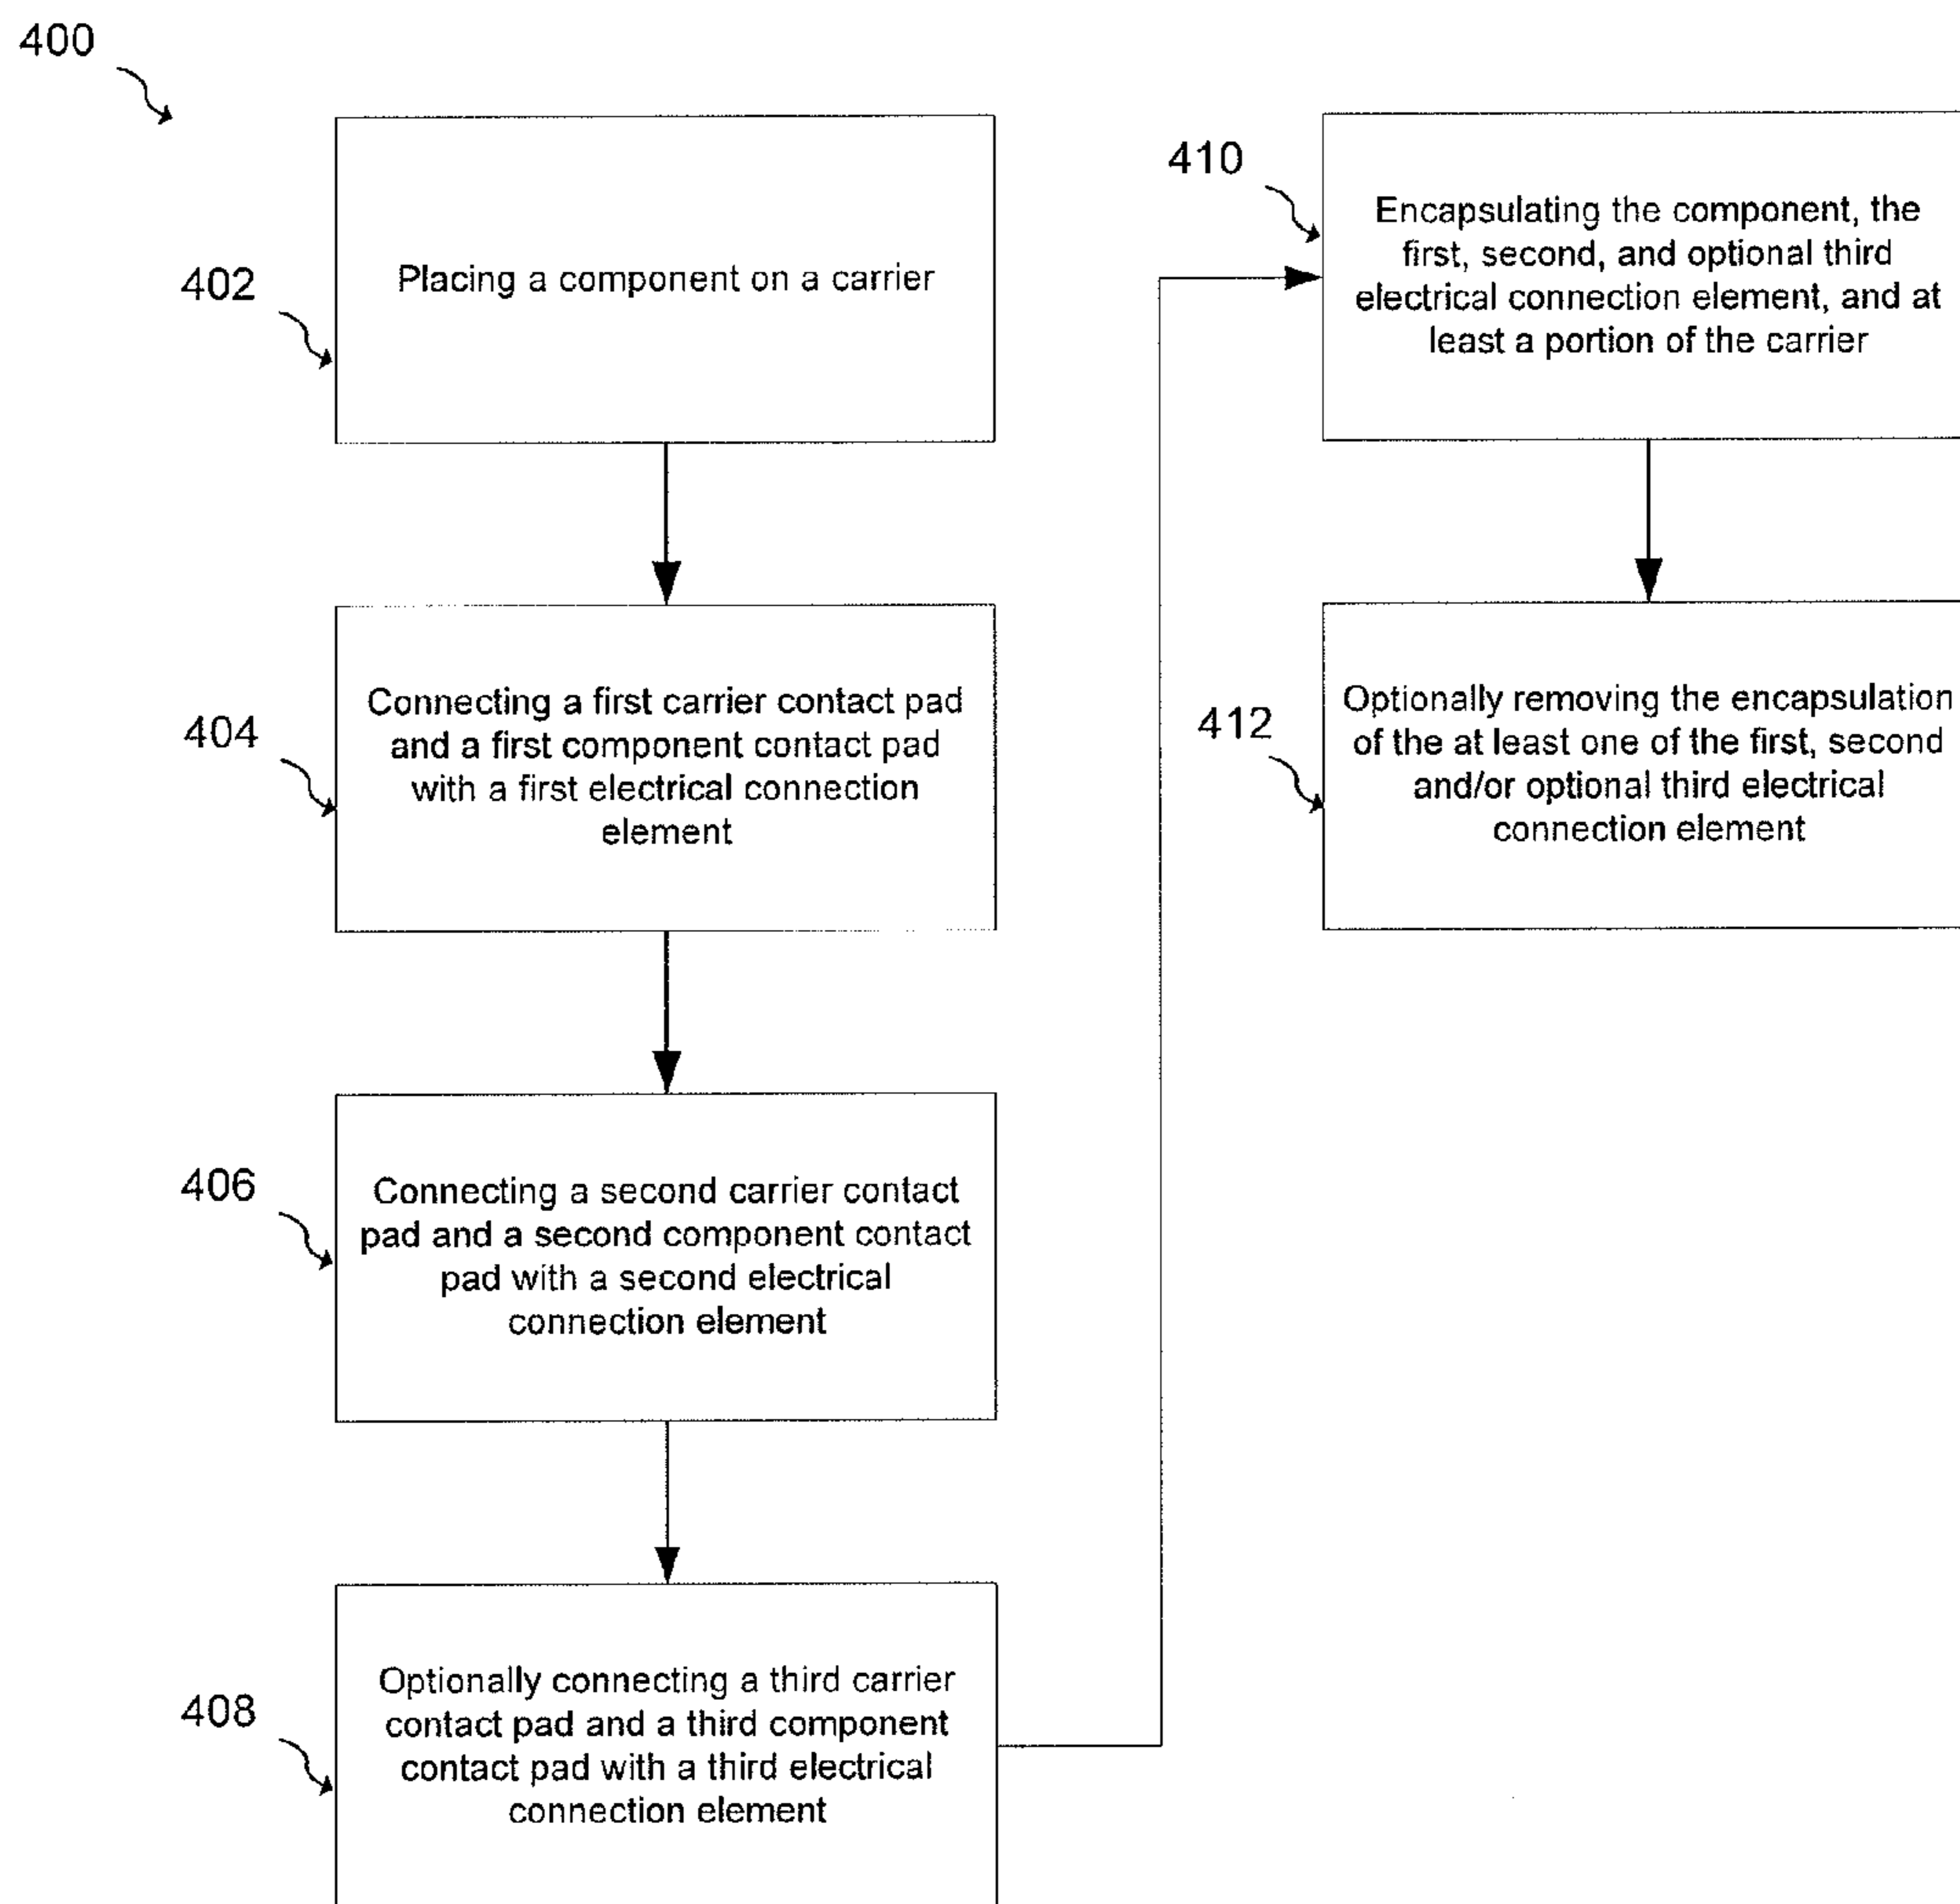 400
402
Placing a component on a carrier
404
Connecting a first carrier contact pad
and a first component contact pad
with a first electrical connection
element
406
Connecting a second carrier contact
pad and a second component contact
pad with a second electrical
connection element
408
Optionally connecting a third carrier
contact pad and a third component
contact pad with a third electrical
connection element
410
Encapsulating the component, the
first, second, and optional third
electrical connection element, and at
least a portion of the carrier
412
Optionally removing the encapsulation
of the at least one of the first, second
and/or optional third electrical
connection element